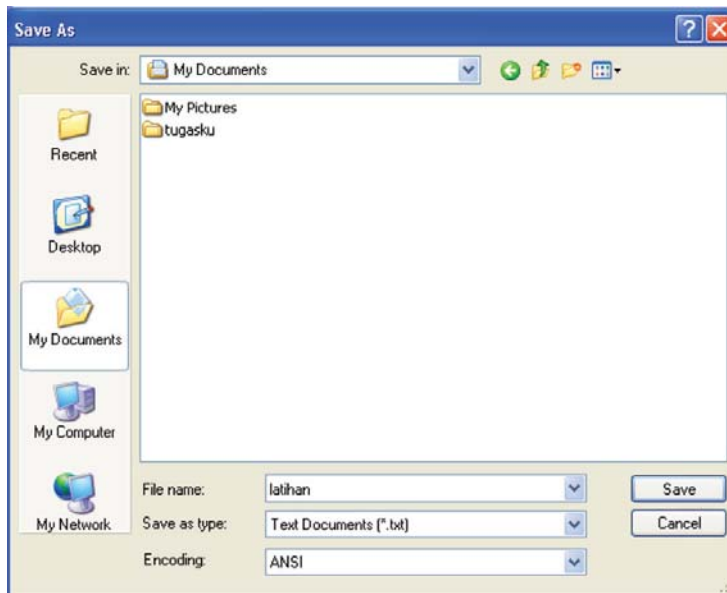 Save As
Save in: My Documents
My Pictures
tugasku
Recent
Desktop
My Documents
My Computer
My Network
File name: latihan Save
Save as type: Text Documents (*.txt) Cancel
Encoding: ANSI